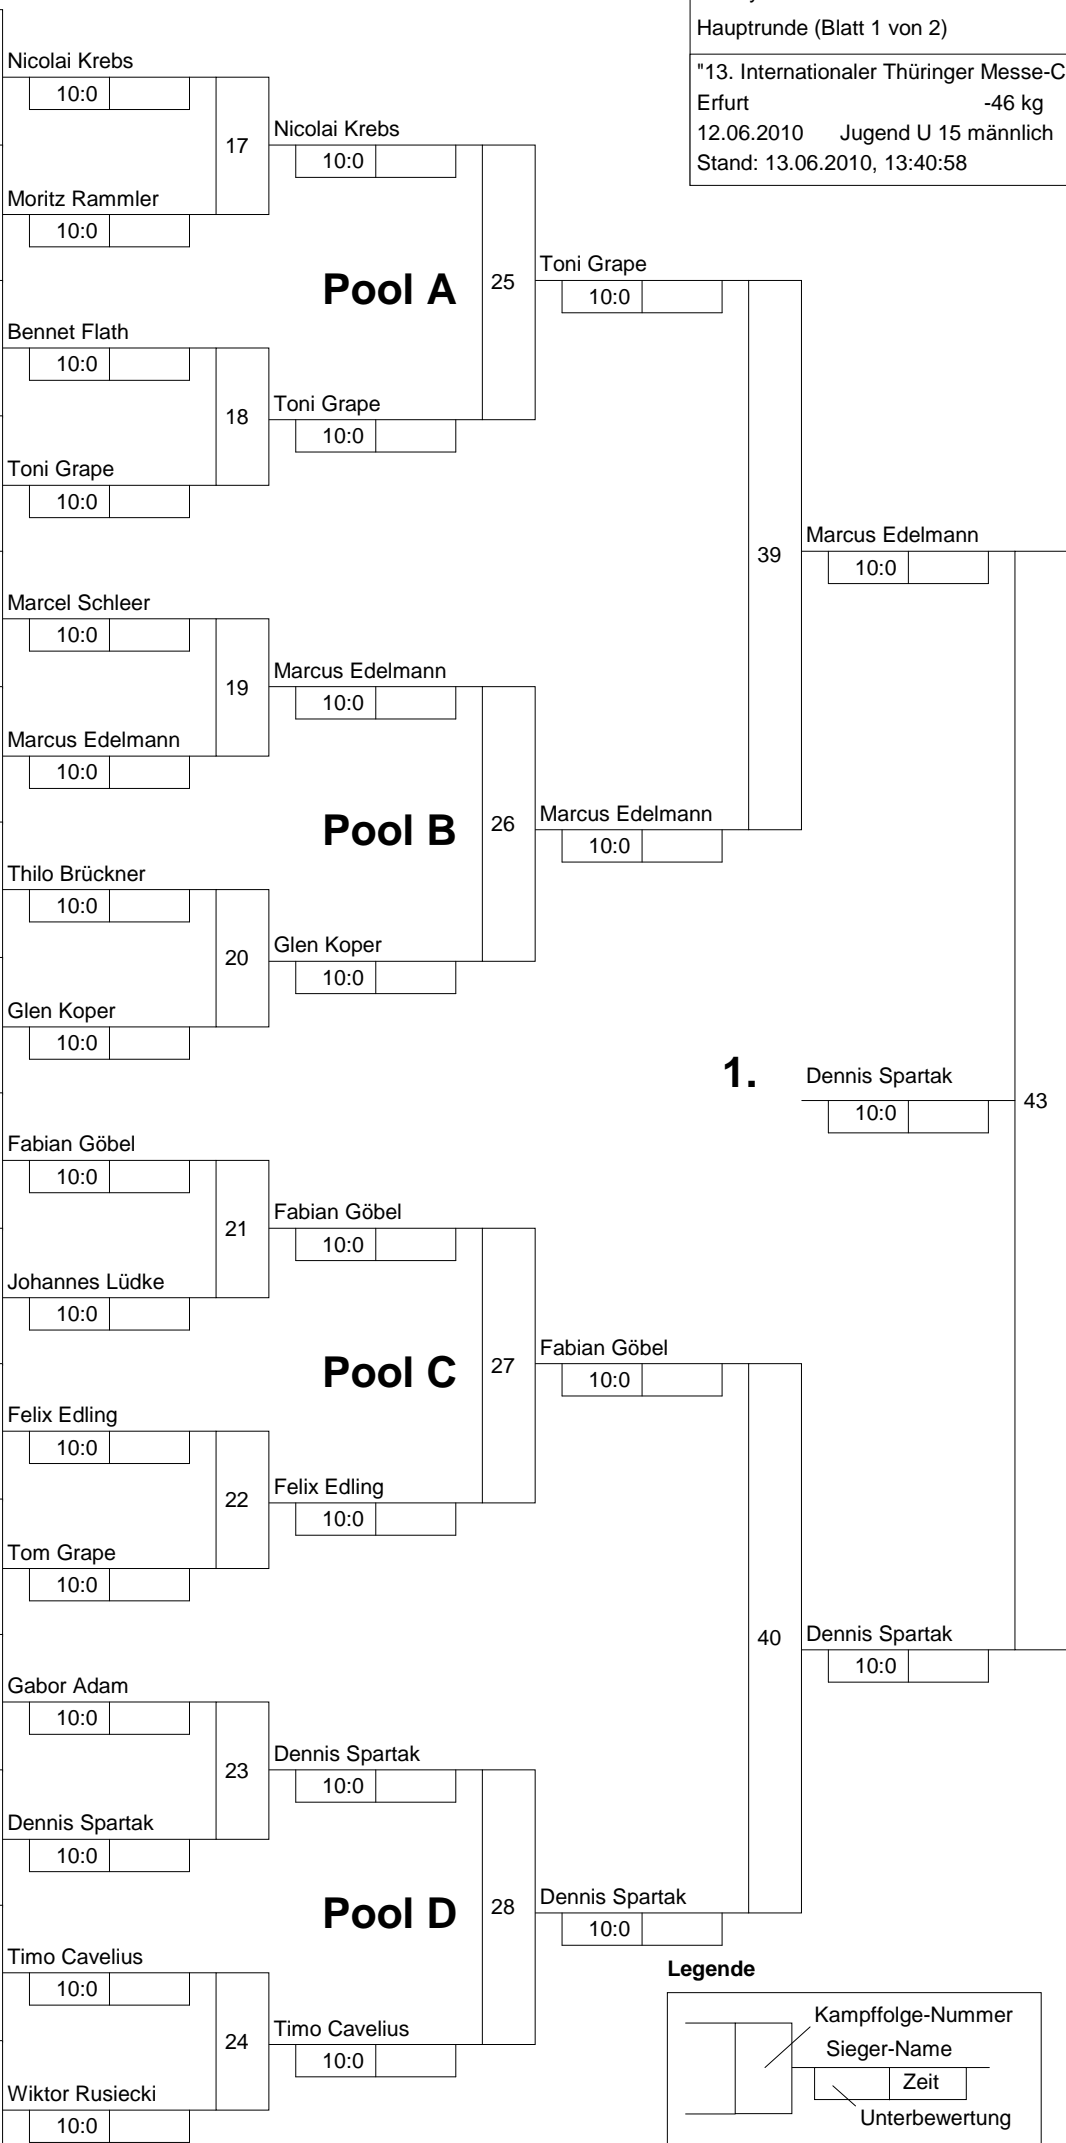 Hauptrunde (Blatt 1 von 2)
"13. Internationaler Thüringer Messe-C
Erfurt -46 kg
12.06.2010 Jugend U 15 männlich
Stand: 13.06.2010, 13:40:58
Nicolai Krebs
10:0
17
Nicolai Krebs
10:0
Moritz Rammler
10:0
Pool A
25
Toni Grape
10:0
Bennet Flath
10:0
18
Toni Grape
10:0
Toni Grape
10:0
39
Marcus Edelmann
10:0
Marcel Schleer
10:0
19
Marcus Edelmann
10:0
Marcus Edelmann
10:0
Pool B
26
Marcus Edelmann
10:0
Thilo Brückner
10:0
20
Glen Koper
10:0
Glen Koper
10:0
1.
Dennis Spartak
10:0
43
Fabian Göbel
10:0
21
Fabian Göbel
10:0
Johannes Lüdke
10:0
Pool C
27
Fabian Göbel
10:0
Felix Edling
10:0
22
Felix Edling
10:0
Tom Grape
10:0
40
Dennis Spartak
10:0
Gabor Adam
10:0
23
Dennis Spartak
10:0
Dennis Spartak
10:0
Pool D
28
Dennis Spartak
10:0
Timo Cavelius
10:0
24
Timo Cavelius
10:0
Wiktor Rusiecki
10:0
Legende
Kampffolge-Nummer
Sieger-Name
Zeit
Unterbewertung